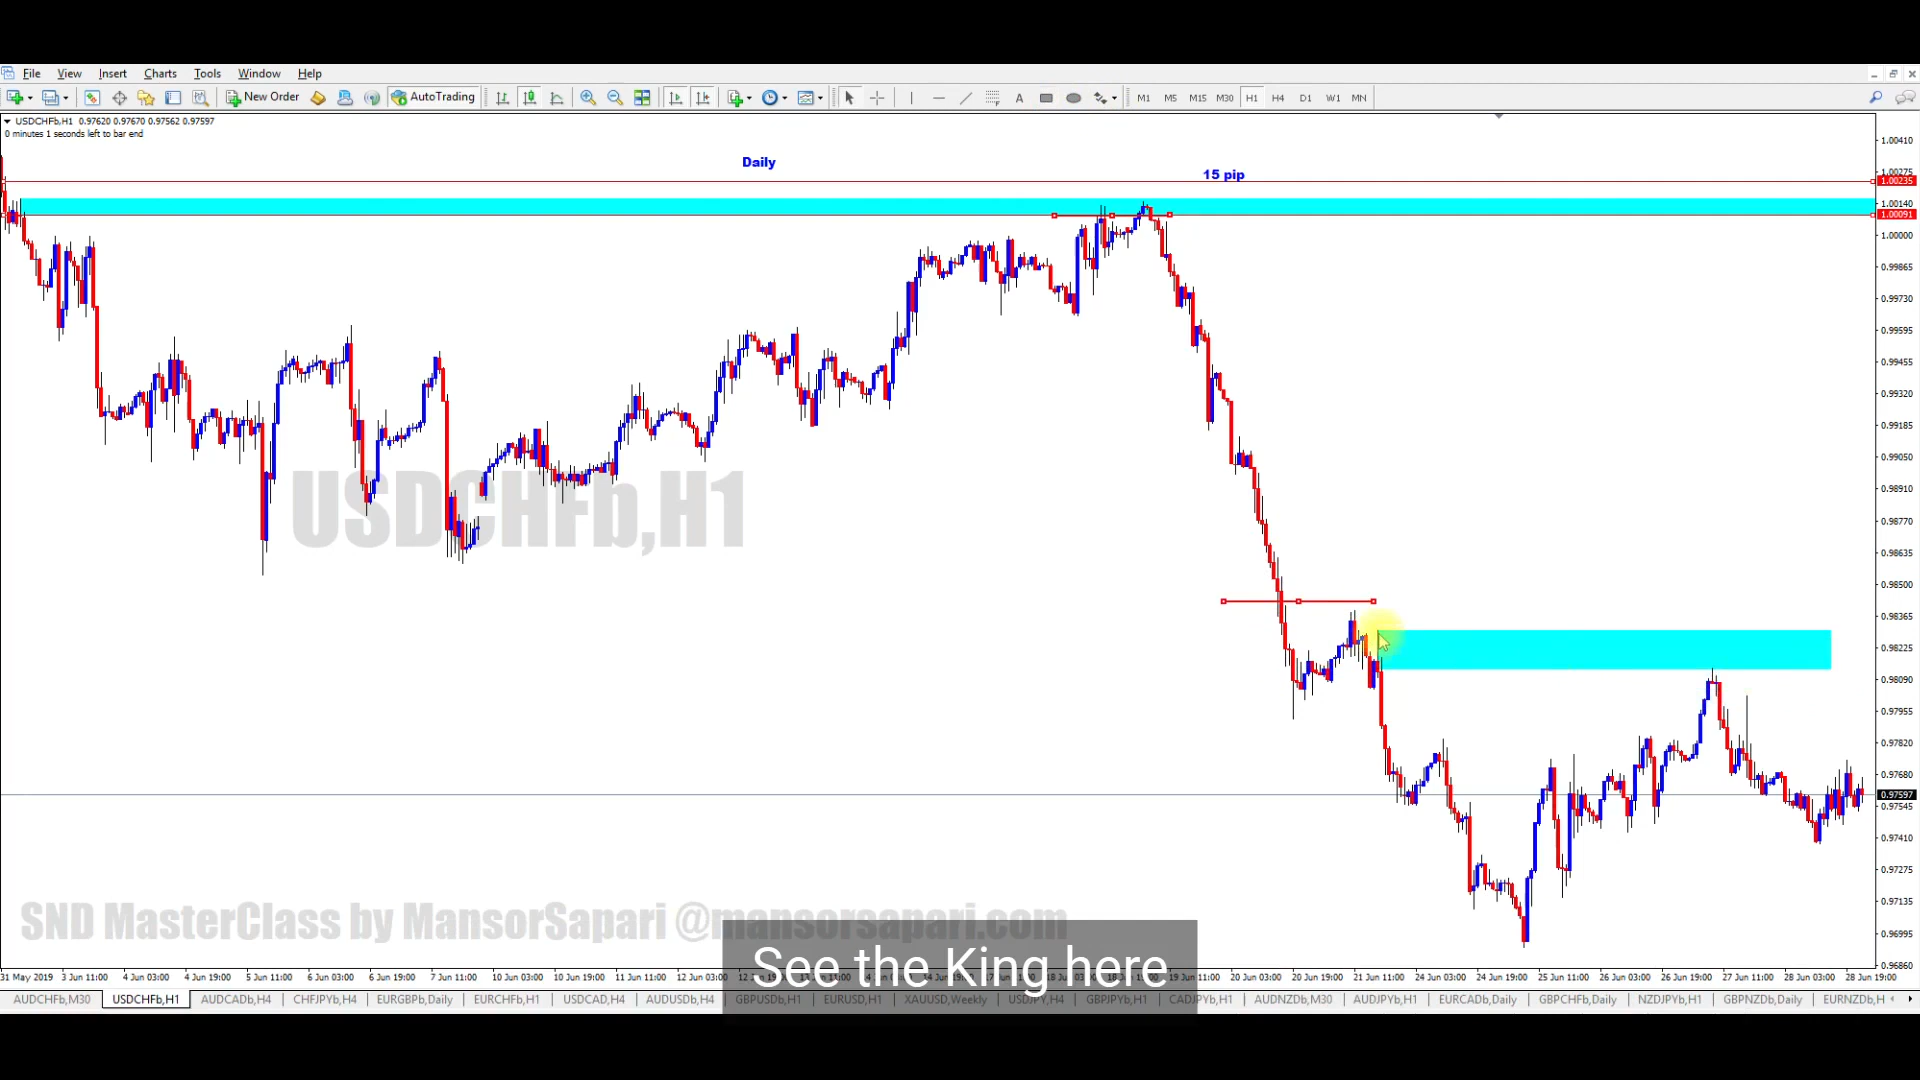 File View Insert Charts Tools Window Help
New Order AutoTrading A M1 M5 M15 M30 H1 H4 D1 W1 MN
USDCHFb,H1 0.97620 0.97670 0.97562 0.97597
0 minutes 1 seconds left to bar end
Daily
15 pip
1.00410
1.00275
1.00235
1.00140
1.00091
1.00000
0.99865
0.99730
0.99595
0.99455
0.99320
0.99185
0.99050
0.98910
0.98770
0.98635
0.98500
0.98365
0.98225
0.98090
0.97955
0.97820
0.97680
0.97597
0.97545
0.97410
0.97275
0.97135
0.96995
0.96860
USDCHFb,H1
SND MasterClass by MansorSapari @mansorsapari.com
See the King here
31 May 2019 3 Jun 11:00 4 Jun 03:00 4 Jun 19:00 5 Jun 11:00 6 Jun 03:00 6 Jun 19:00 7 Jun 11:00 10 Jun 03:00 10 Jun 19:00 11 Jun 11:00 12 Jun 03:00 19 Jun 11:00 20 Jun 03:00 20 Jun 19:00 21 Jun 11:00 24 Jun 03:00 24 Jun 19:00 25 Jun 11:00 26 Jun 03:00 26 Jun 19:00 27 Jun 11:00 28 Jun 03:00 28 Jun 19:00
AUDCHFb,M30 USDCHFb,H1 AUDCADb,H4 CHFJPYb,H4 EURGBPb,Daily EURCHFb,H1 USDCAD,H4 AUDUSDb,H4 GBPUSDb,H1 EURUSD,H1 XAUUSD,Weekly USDJPY,H4 GBPJPYb,H1 CADJPYb,H1 AUDNZDb,M30 AUDJPYb,H1 EURCADb,Daily GBPCHFb,Daily NZDJPYb,H1 GBPNZDb,Daily EURNZDb,H